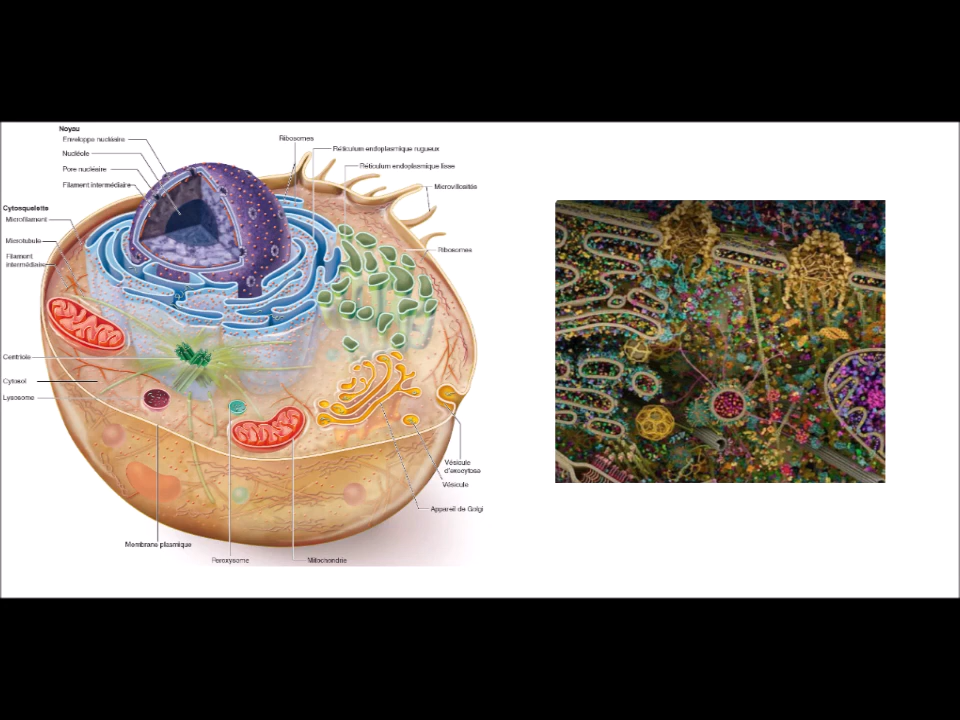 Noyau
Enveloppe nucléaire
Nucléole
Pore nucléaire
Filament intermédiaire
Ribosomes
Réticulum endoplasmique rugueux
Réticulum endoplasmique lisse
Microvillosités
Cytosquelette
Microfilament
Microtubule
Filament
intermédiaire
Ribosomes
Centriole
Cytosol
Lysosome
Vésicule
d'exocytose
Vésicule
Appareil de Golgi
Membrane plasmique
Peroxysome
Mitochondrie